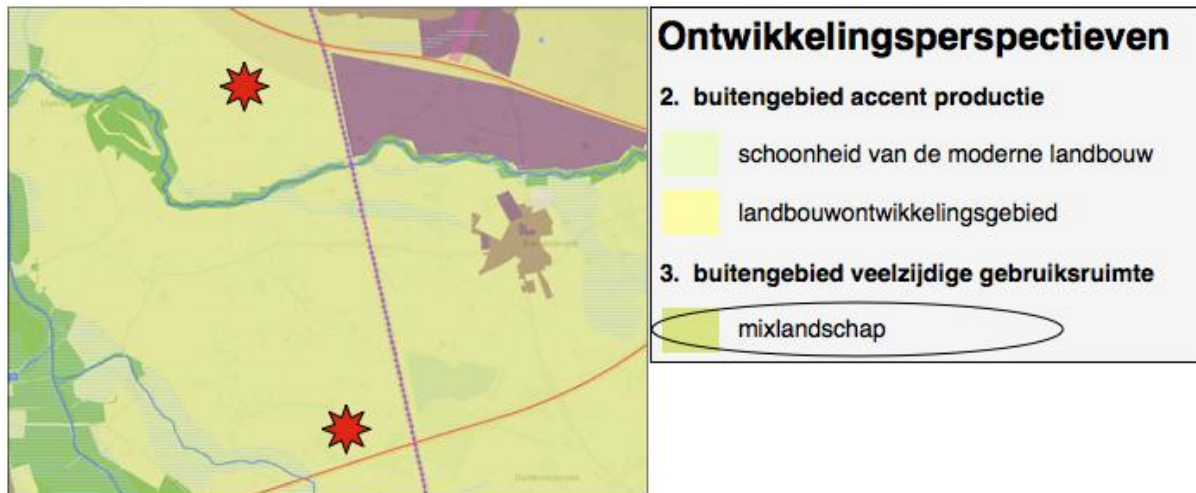 Ontwikkelingsperspectieven
2. buitengebied accent productie
schoonheid van de moderne landbouw
landbouwontwikkelingsgebied
3. buitengebied veelzijdige gebruiksruimte
mixlandschap